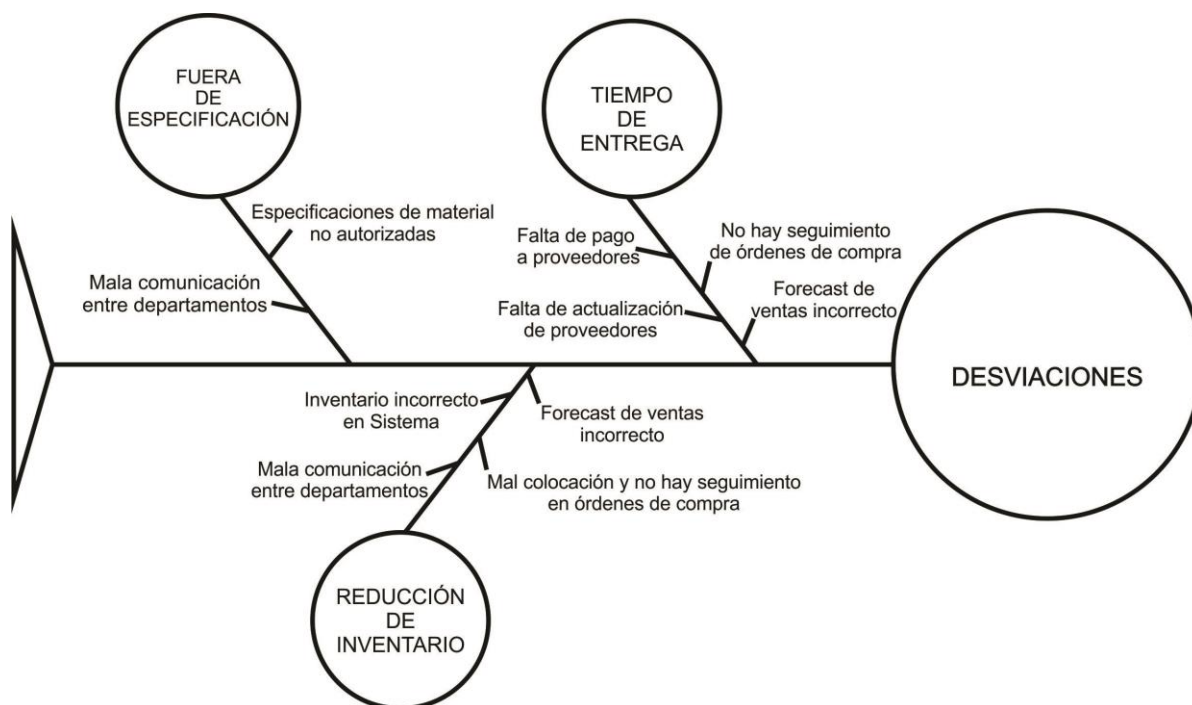 FUERA
DE
ESPECIFICACIÓN
TIEMPO
DE
ENTREGA
Especificaciones de material
no autorizadas
Mala comunicación
entre departamentos
Falta de pago
a proveedores
No hay seguimiento
de órdenes de compra
Falta de actualización
de proveedores
Forecast de
ventas incorrecto
DESVIACIONES
Inventario incorrecto
en Sistema
Forecast de ventas
incorrecto
Mala comunicación
entre departamentos
Mal colocación y no hay seguimiento
en órdenes de compra
REDUCCIÓN
DE
INVENTARIO